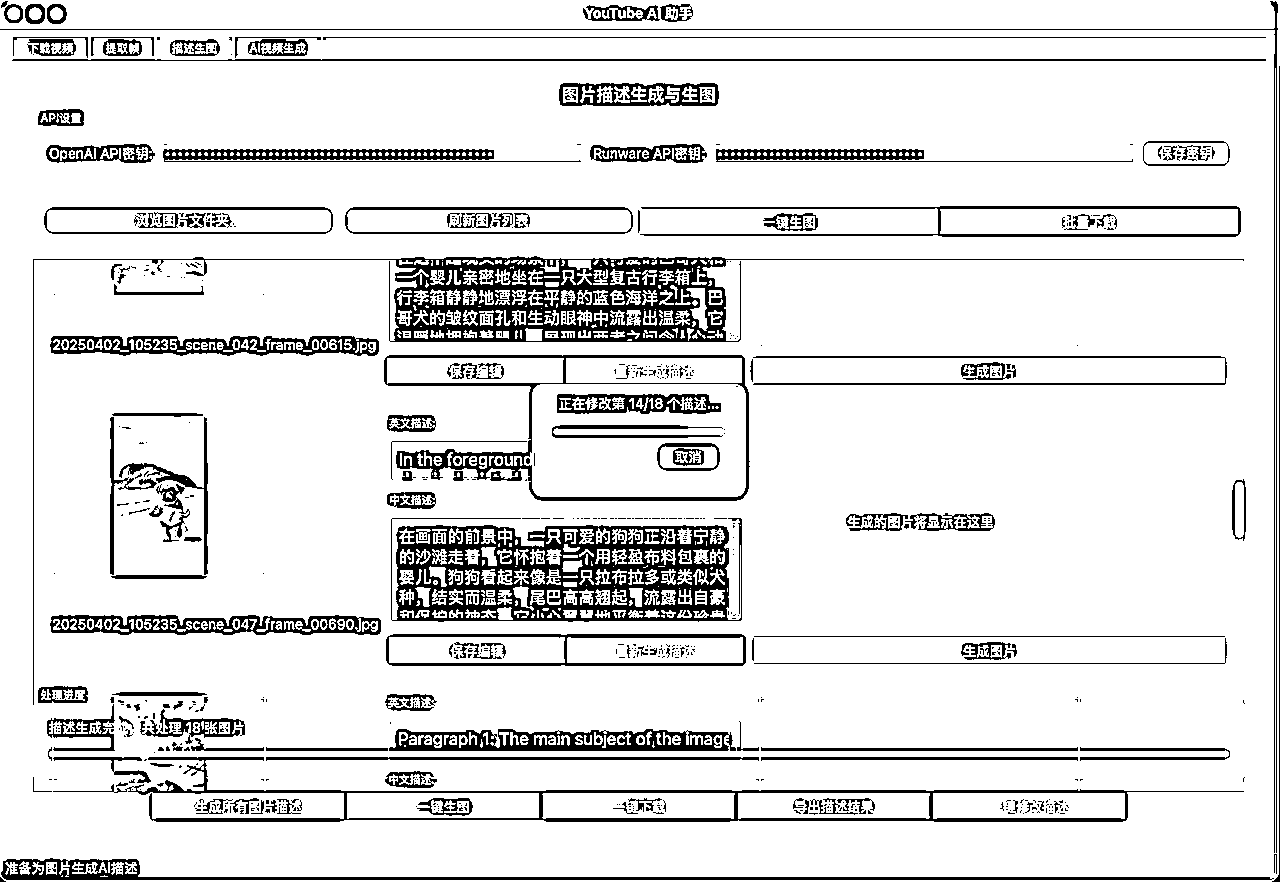 YouTube AI 助手
下载视频
提取帧
描述生图
AI视频生成
图片描述生成与生图
API设置
OpenAI API密钥:
Runware API密钥:
保存密钥
浏览图片文件夹
刷新图片列表
一键生图
批量下载
一个婴儿亲密地坐在一只大型复古行李箱上，
行李箱静静地漂浮在平静的蓝色海洋之上。巴
哥犬的皱纹面孔和生动眼神中流露出温柔，它
20250402_105235_scene_042_frame_00615.jpg
保存编辑
重新生成描述
生成图片
正在修改第 14/18 个描述...
取消
英文描述:
In the foreground
中文描述:
在画面的前景中，一只可爱的狗狗正沿着宁静
的沙滩走着，它怀抱着一个用轻盈布料包裹的
婴儿。狗狗看起来像是一只拉布拉多或类似犬
种，结实而温柔，尾巴高高翘起，流露出自豪
生成的图片将显示在这里
20250402_105235_scene_047_frame_00690.jpg
保存编辑
重新生成描述
生成图片
处理进度
英文描述:
描述生成完成，共处理 18张图片
Paragraph 1: The main subject of the image
中文描述:
生成所有图片描述
一键生图
一键下载
导出描述结果
一键修改描述
准备为图片生成AI描述